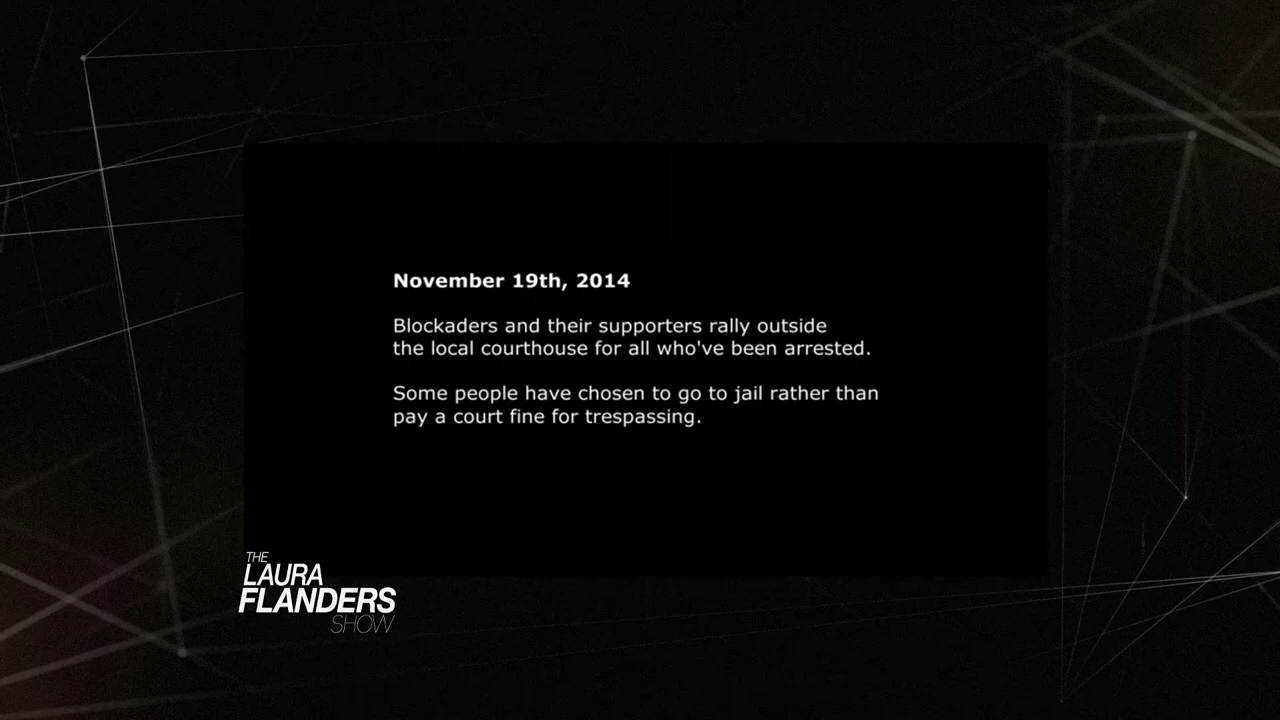 November 19th, 2014
Blockaders and their supporters rally outside
the local courthouse for all who've been arrested.
Some people have chosen to go to jail rather than
pay a court fine for trespassing.
THE
LAURA
FLANDERS
SHOW